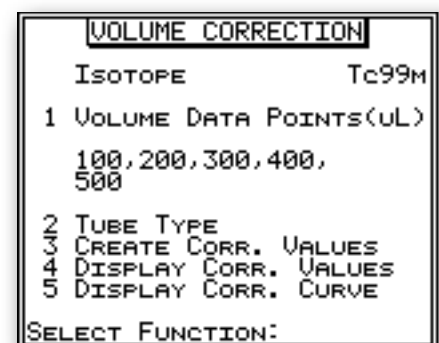 VOLUME CORRECTION
ISOTOPE Tc99M
1 VOLUME DATA POINTS(uL)
100,200,300,400,
500
2 TUBE TYPE
3 CREATE CORR. VALUES
4 DISPLAY CORR. VALUES
5 DISPLAY CORR. CURVE
SELECT FUNCTION: